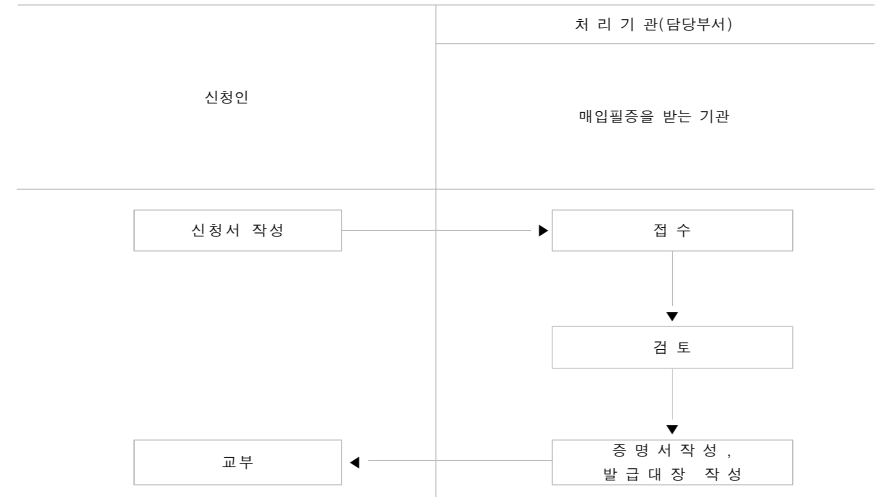 처 리 기 관(담당부서)
신청인
매입필증을 받는 기관
신청서 작성
접 수
검 토
증 명 서 작 성 ,
발 급 대 장 작 성
교부